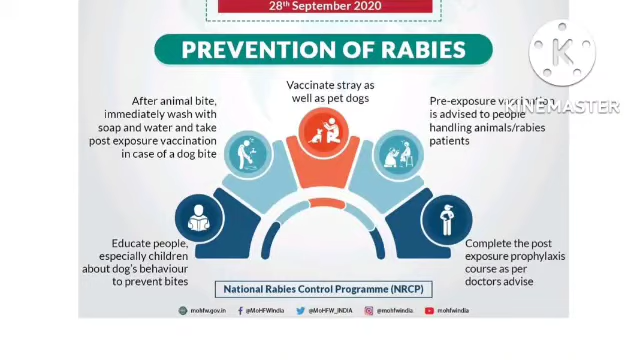 28th September 2020
PREVENTION OF RABIES
KINEMASTER
After animal bite,
immediately wash with
soap and water and take
post exposure vaccination
in case of a dog bite
Vaccinate stray as
well as pet dogs
Pre-exposure vaccination
is advised to people
handling animals/rabies
patients
Educate people,
especially children
about dog's behaviour
to prevent bites
Complete the post
exposure prophylaxis
course as per
doctors advise
National Rabies Control Programme (NRCP)
mohfw.gov.in @MoHFWIndia @MoHFW_INDIA @mohfwindia mohfwindia